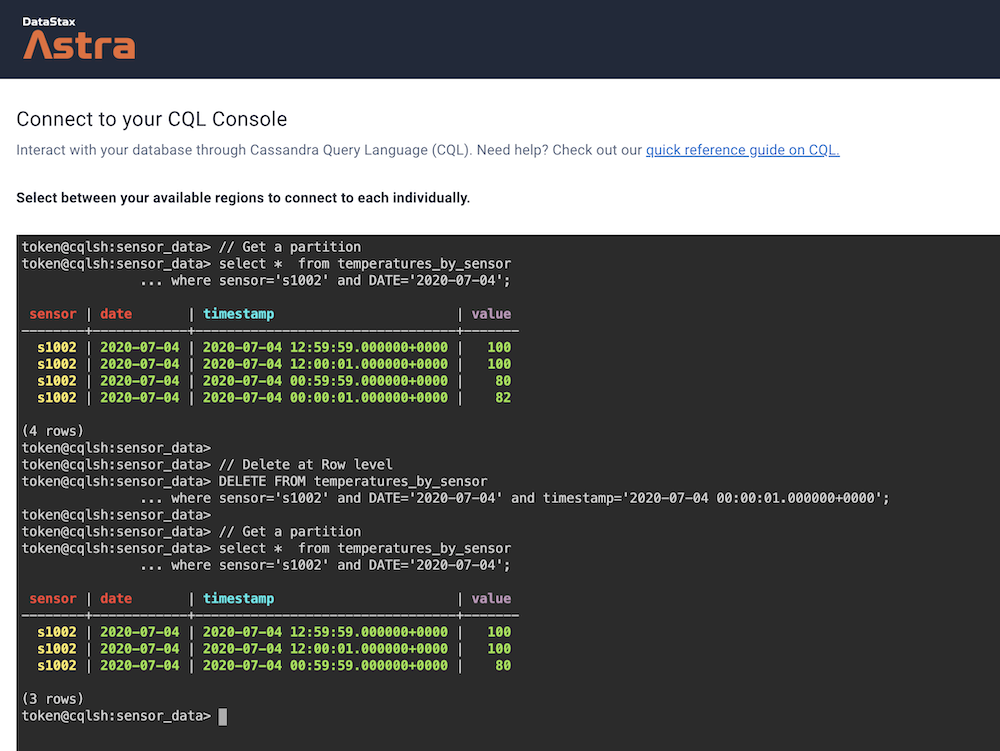 DataStax
Astra
Connect to your CQL Console
Interact with your database through Cassandra Query Language (CQL). Need help? Check out our quick reference guide on CQL.
Select between your available regions to connect to each individually.
token@cqlsh:sensor_data> // Get a partition
token@cqlsh:sensor_data> select *  from temperatures_by_sensor
               ... where sensor='s1002' and DATE='2020-07-04';
 sensor | date       | timestamp                       | value
--------+------------+---------------------------------+-------
  s1002 | 2020-07-04 | 2020-07-04 12:59:59.000000+0000 |   100
  s1002 | 2020-07-04 | 2020-07-04 12:00:01.000000+0000 |   100
  s1002 | 2020-07-04 | 2020-07-04 00:59:59.000000+0000 |    80
  s1002 | 2020-07-04 | 2020-07-04 00:00:01.000000+0000 |    82
(4 rows)
token@cqlsh:sensor_data>
token@cqlsh:sensor_data> // Delete at Row level
token@cqlsh:sensor_data> DELETE FROM temperatures_by_sensor
               ... where sensor='s1002' and DATE='2020-07-04' and timestamp='2020-07-04 00:00:01.000000+0000';
token@cqlsh:sensor_data>
token@cqlsh:sensor_data> // Get a partition
token@cqlsh:sensor_data> select *  from temperatures_by_sensor
               ... where sensor='s1002' and DATE='2020-07-04';
 sensor | date       | timestamp                       | value
--------+------------+---------------------------------+-------
  s1002 | 2020-07-04 | 2020-07-04 12:59:59.000000+0000 |   100
  s1002 | 2020-07-04 | 2020-07-04 12:00:01.000000+0000 |   100
  s1002 | 2020-07-04 | 2020-07-04 00:59:59.000000+0000 |    80
(3 rows)
token@cqlsh:sensor_data>